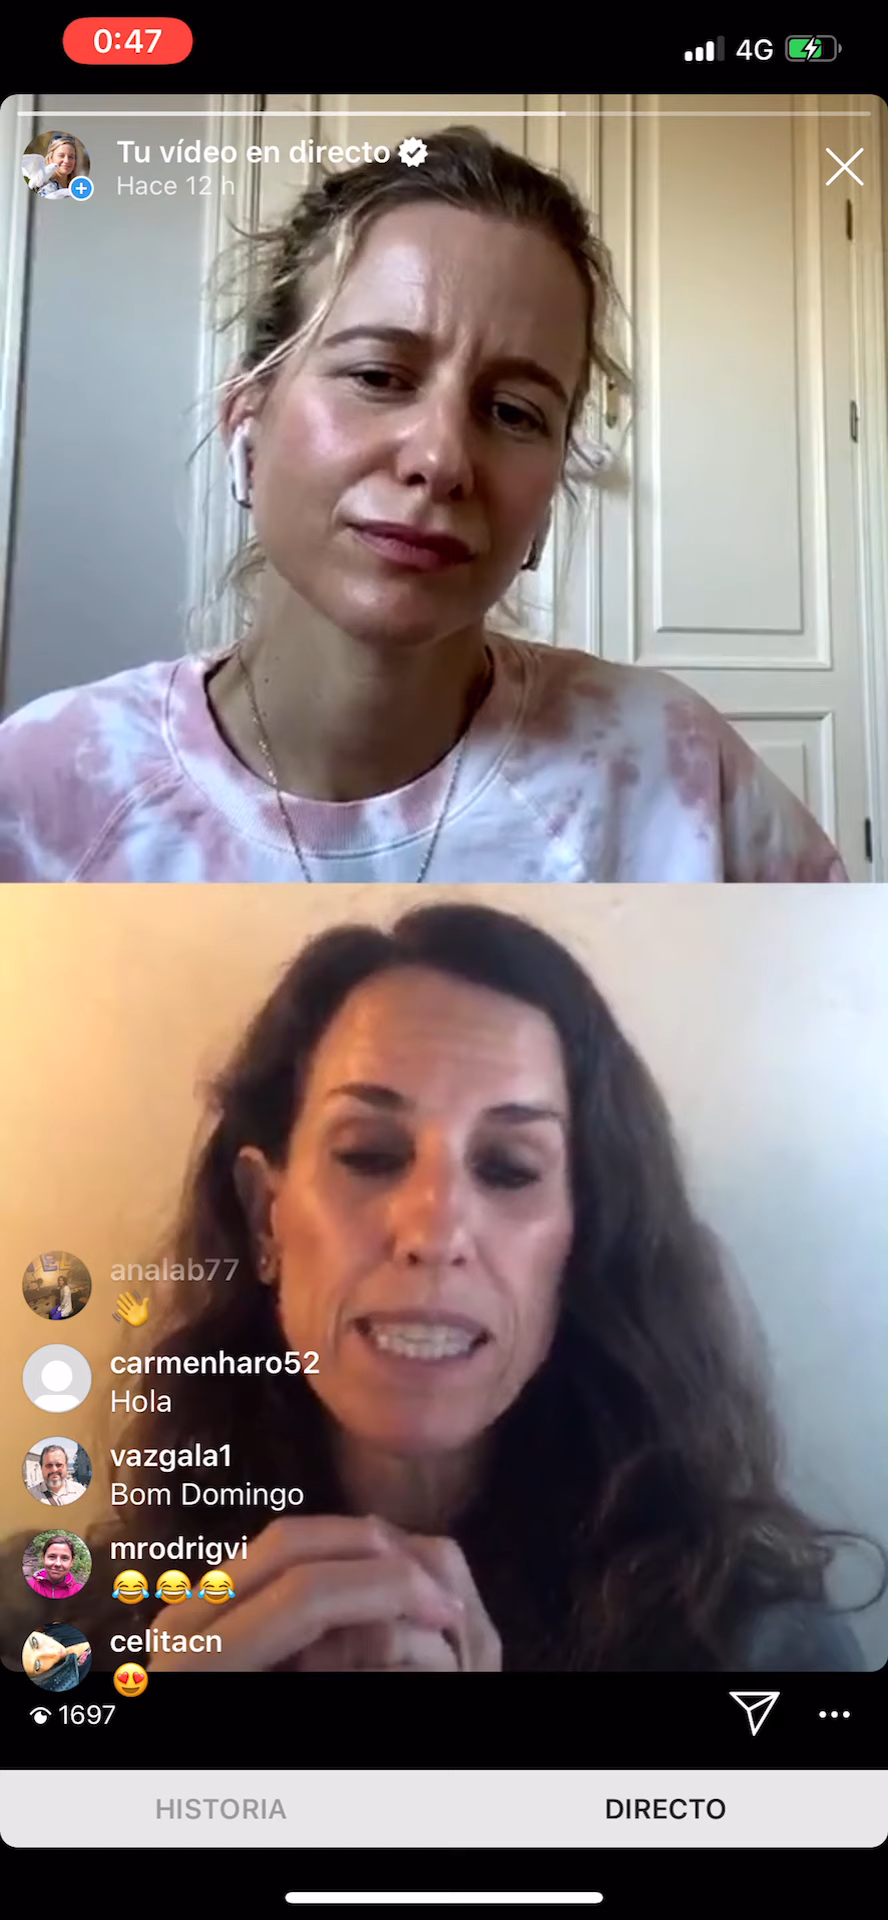 0:47
4G
Tu vídeo en directo
Hace 12 h
analab77
👋
carmenharo52
Hola
vazgala1
Bom Domingo
mrodrigvi
😂😂😂
celitacn
😍
1697
HISTORIA
DIRECTO